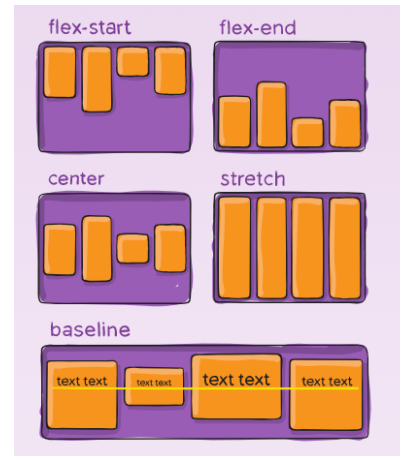 flex-start
flex-end
center
stretch
baseline
text text
text text
text text
text text